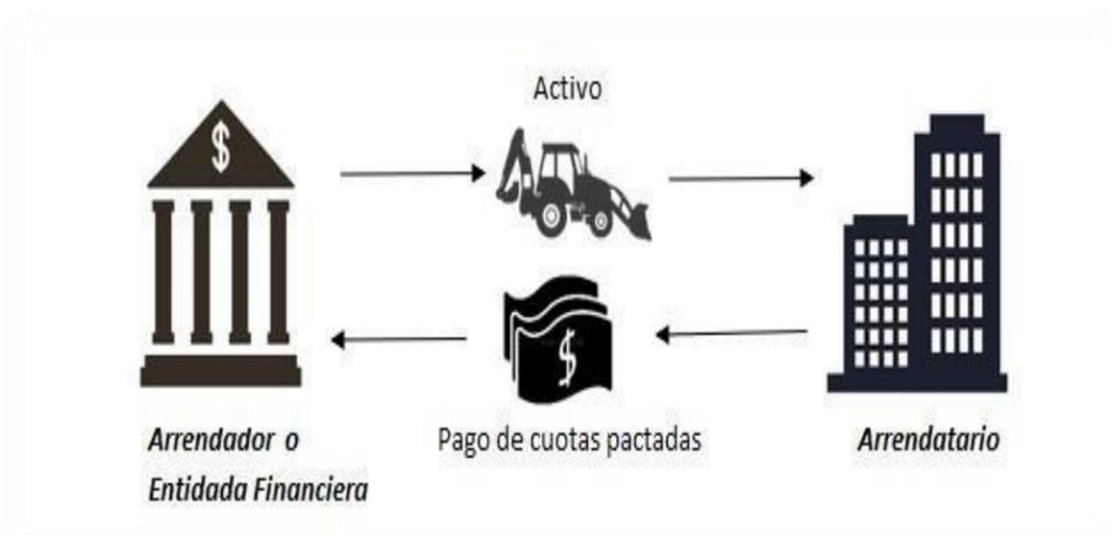 Activo
$
$
Pago de cuotas pactadas
Arrendador o
Entidada Financiera
Arrendatario